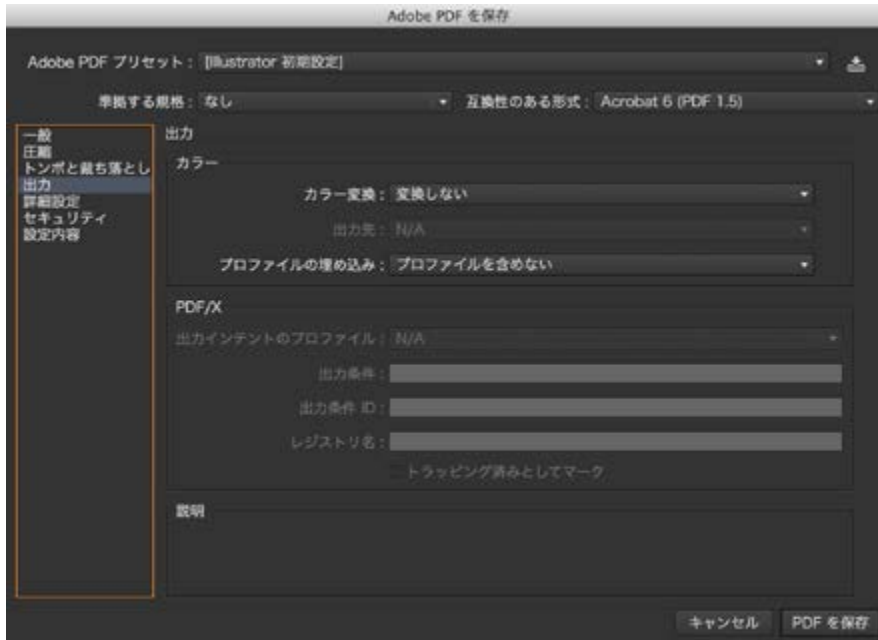 Adobe PDF を保存
Adobe PDF プリセット： [Illustrator 初期設定]
準拠する規格： なし 互換性のある形式： Acrobat 6 (PDF 1.5)
一般
圧縮
トンボと裁ち落とし
出力
詳細設定
セキュリティ
設定内容
出力
カラー
カラー変換： 変換しない
出力先： N/A
プロファイルの埋め込み： プロファイルを含めない
PDF/X
出力インテントのプロファイル： N/A
出力条件：
出力条件 ID：
レジストリ名：
トラッピング済みとしてマーク
説明
キャンセル PDF を保存